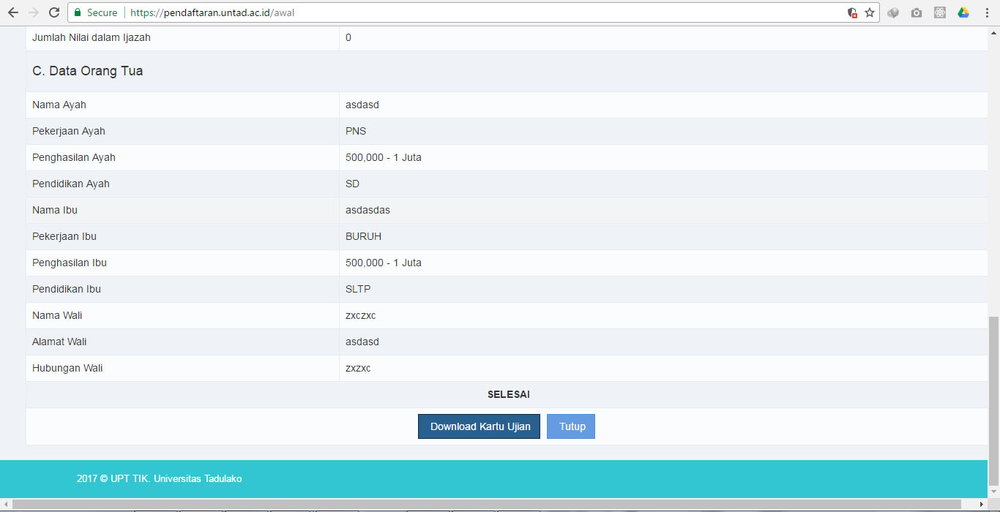 Secure https://pendaftaran.untad.ac.id/awal
Jumlah Nilai dalam Ijazah 0
C. Data Orang Tua
Nama Ayah asdasd
Pekerjaan Ayah PNS
Penghasilan Ayah 500,000 - 1 Juta
Pendidikan Ayah SD
Nama Ibu asdasdas
Pekerjaan Ibu BURUH
Penghasilan Ibu 500,000 - 1 Juta
Pendidikan Ibu SLTP
Nama Wali zxczxc
Alamat Wali asdasd
Hubungan Wali zxzxc
SELESAI
Download Kartu Ujian Tutup
2017 © UPT TIK. Universitas Tadulako